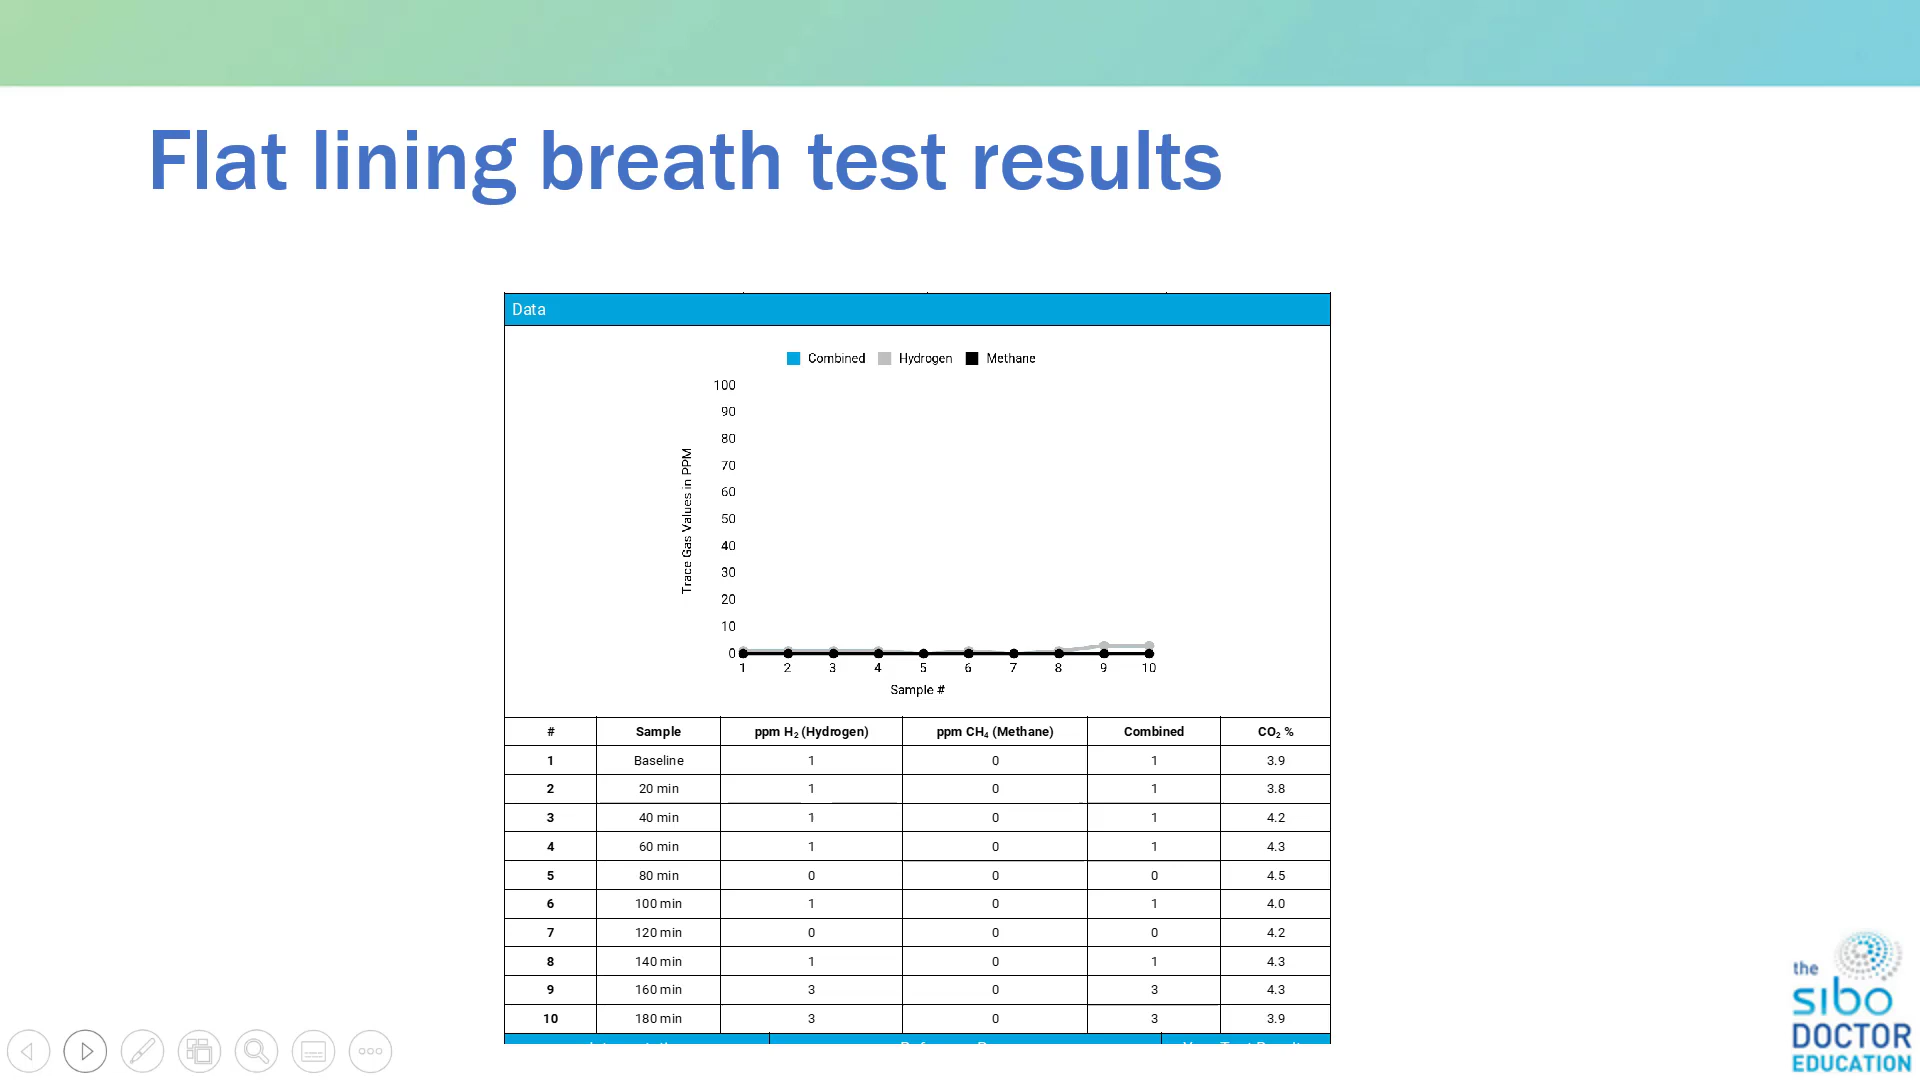 Flat lining breath test results
Data
Combined Hydrogen Methane
100
90
80
70
60
50
40
30
20
10
0
Trace Gas Values in PPM
1 2 3 4 5 6 7 8 9 10
Sample #
# Sample ppm H₂ (Hydrogen) ppm CH₄ (Methane) Combined CO₂ %
1 Baseline 1 0 1 3.9
2 20 min 1 0 1 3.8
3 40 min 1 0 1 4.2
4 60 min 1 0 1 4.3
5 80 min 0 0 0 4.5
6 100 min 1 0 1 4.0
7 120 min 0 0 0 4.2
8 140 min 1 0 1 4.3
9 160 min 3 0 3 4.3
10 180 min 3 0 3 3.9
the
sibo
DOCTOR
EDUCATION